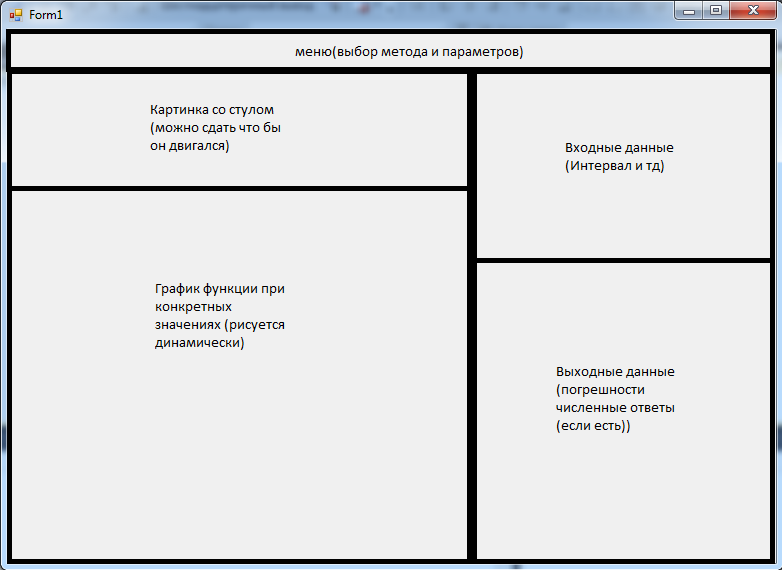 Form1
меню(выбор метода и параметров)
Картинка со стулом
(можно сдать что бы
он двигался)
Входные данные
(Интервал и тд)
График функции при
конкретных
значениях (рисуется
динамически)
Выходные данные
(погрешности
численные ответы
(если есть))